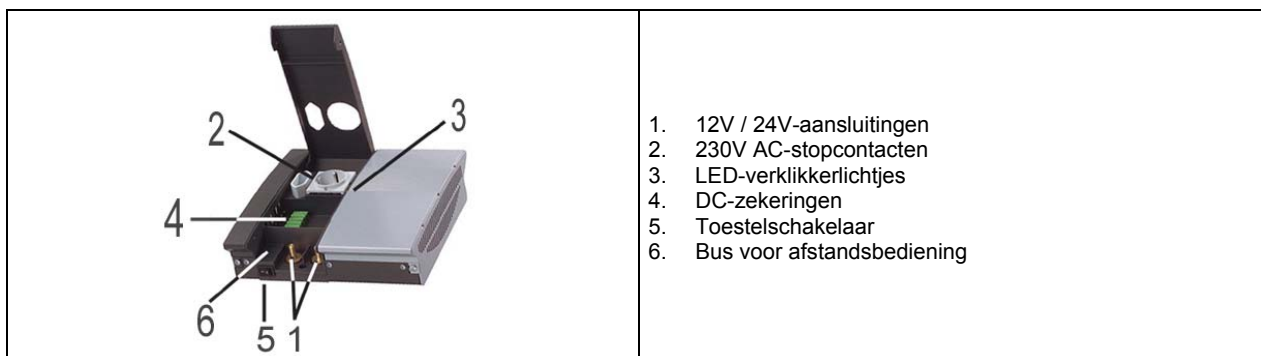 2
3
4
6
5
1
1. 12V / 24V-aansluitingen
2. 230V AC-stopcontacten
3. LED-verklikkerlichtjes
4. DC-zekeringen
5. Toestelschakelaar
6. Bus voor afstandsbediening